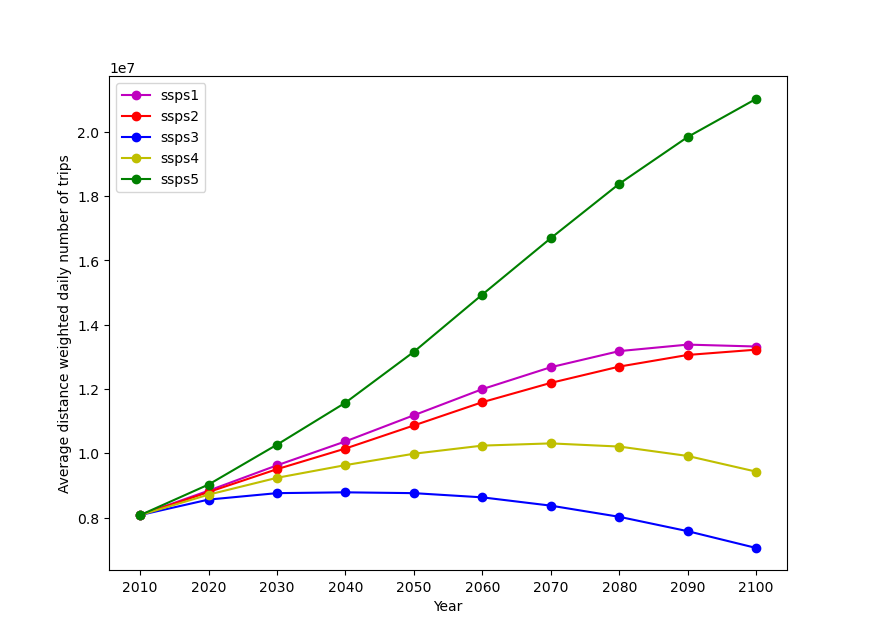 1e7
ssps1
ssps2
ssps3
ssps4
ssps5
Average distance weighted daily number of trips
2.0
1.8
1.6
1.4
1.2
1.0
0.8
2010 2020 2030 2040 2050 2060 2070 2080 2090 2100
Year